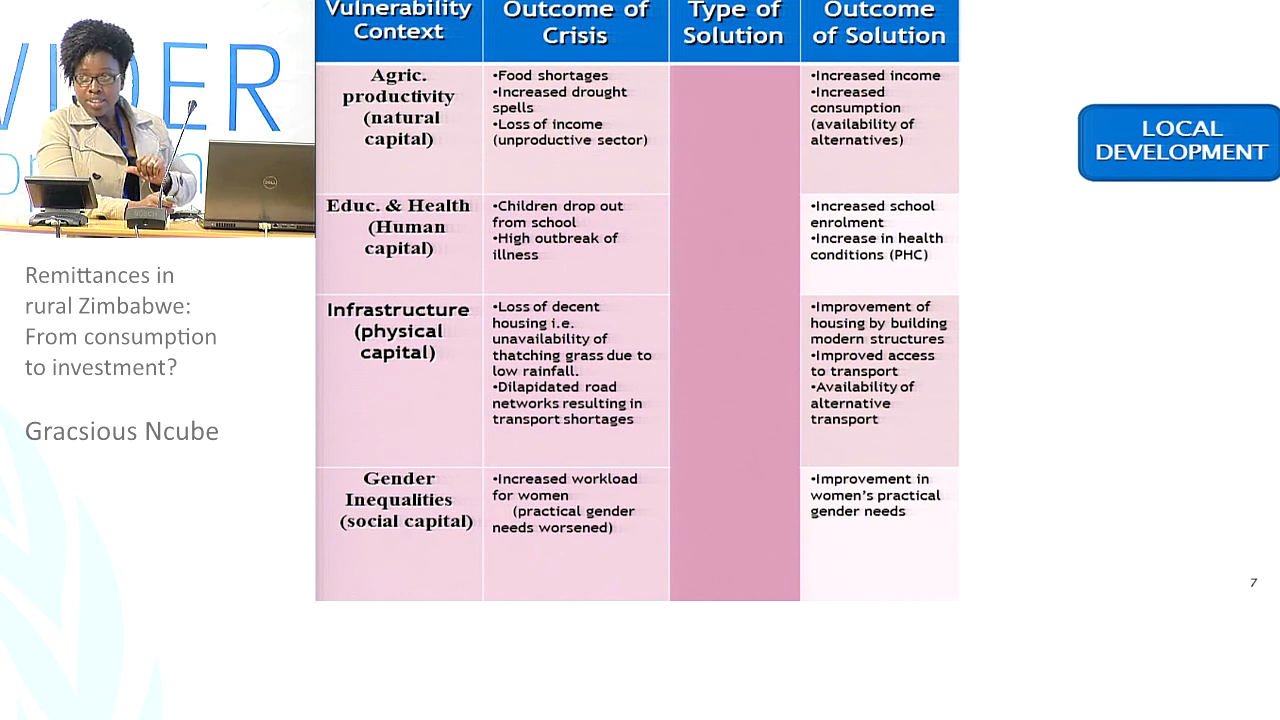 WIDER
DELL
BOSCH
Remittances in
rural Zimbabwe:
From consumption
to investment?
Gracsious Ncube
Vulnerability
Context
Outcome of
Crisis
Type of
Solution
Outcome
of Solution
Agric.
productivity
(natural
capital)
•Food shortages
•Increased drought
spells
•Loss of income
(unproductive sector)
•Increased income
•Increased
consumption
(availability of
alternatives)
Educ. & Health
(Human
capital)
•Children drop out
from school
•High outbreak of
illness
•Increased school
enrolment
•Increase in health
conditions (PHC)
Infrastructure
(physical
capital)
•Loss of decent
housing i.e.
unavailability of
thatching grass due to
low rainfall.
•Dilapidated road
networks resulting in
transport shortages
•Improvement of
housing by building
modern structures
•Improved access
to transport
•Availability of
alternative
transport
Gender
Inequalities
(social capital)
•Increased workload
for women
(practical gender
needs worsened)
•Improvement in
women's practical
gender needs
LOCAL
DEVELOPMENT
7